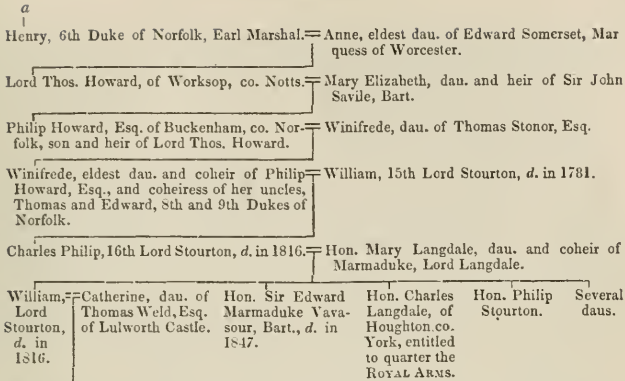 a
Henry, 6th Duke of Norfolk, Earl Marshal.
Anne, eldest dau. of Edward Somerset, Mar
quess of Worcester.
Lord Thos. Howard, of Worksop, co. Notts.
Mary Elizabeth, dau. and heir of Sir John
Savile, Bart.
Philip Howard, Esq. of Buckenham, co. Nor-
folk, son and heir of Lord Thos. Howard.
Winifrede, dau. of Thomas Stonor, Esq.
Winifrede, eldest dau. and coheir of Philip
Howard, Esq., and coheiress of her uncles,
Thomas and Edward, 8th and 9th Dukes of
Norfolk.
William, 15th Lord Stourton, d. in 1781.
Charles Philip, 16th Lord Stourton, d. in 1816.
Hon. Mary Langdale, dau. and coheir of
Marmaduke, Lord Langdale.
William,
Lord
Stourton,
d. in
1816.
Catherine, dau. of
Thomas Weld, Esq.
of Lulworth Castle.
Hon. Sir Edward
Marmaduke Vava-
sour, Bart., d. in
1847.
Hon. Charles
Langdale, of
Houghton co.
York, entitled
to quarter the
ROYAL ARMS.
Hon. Philip
Stourton.
Several
daus.